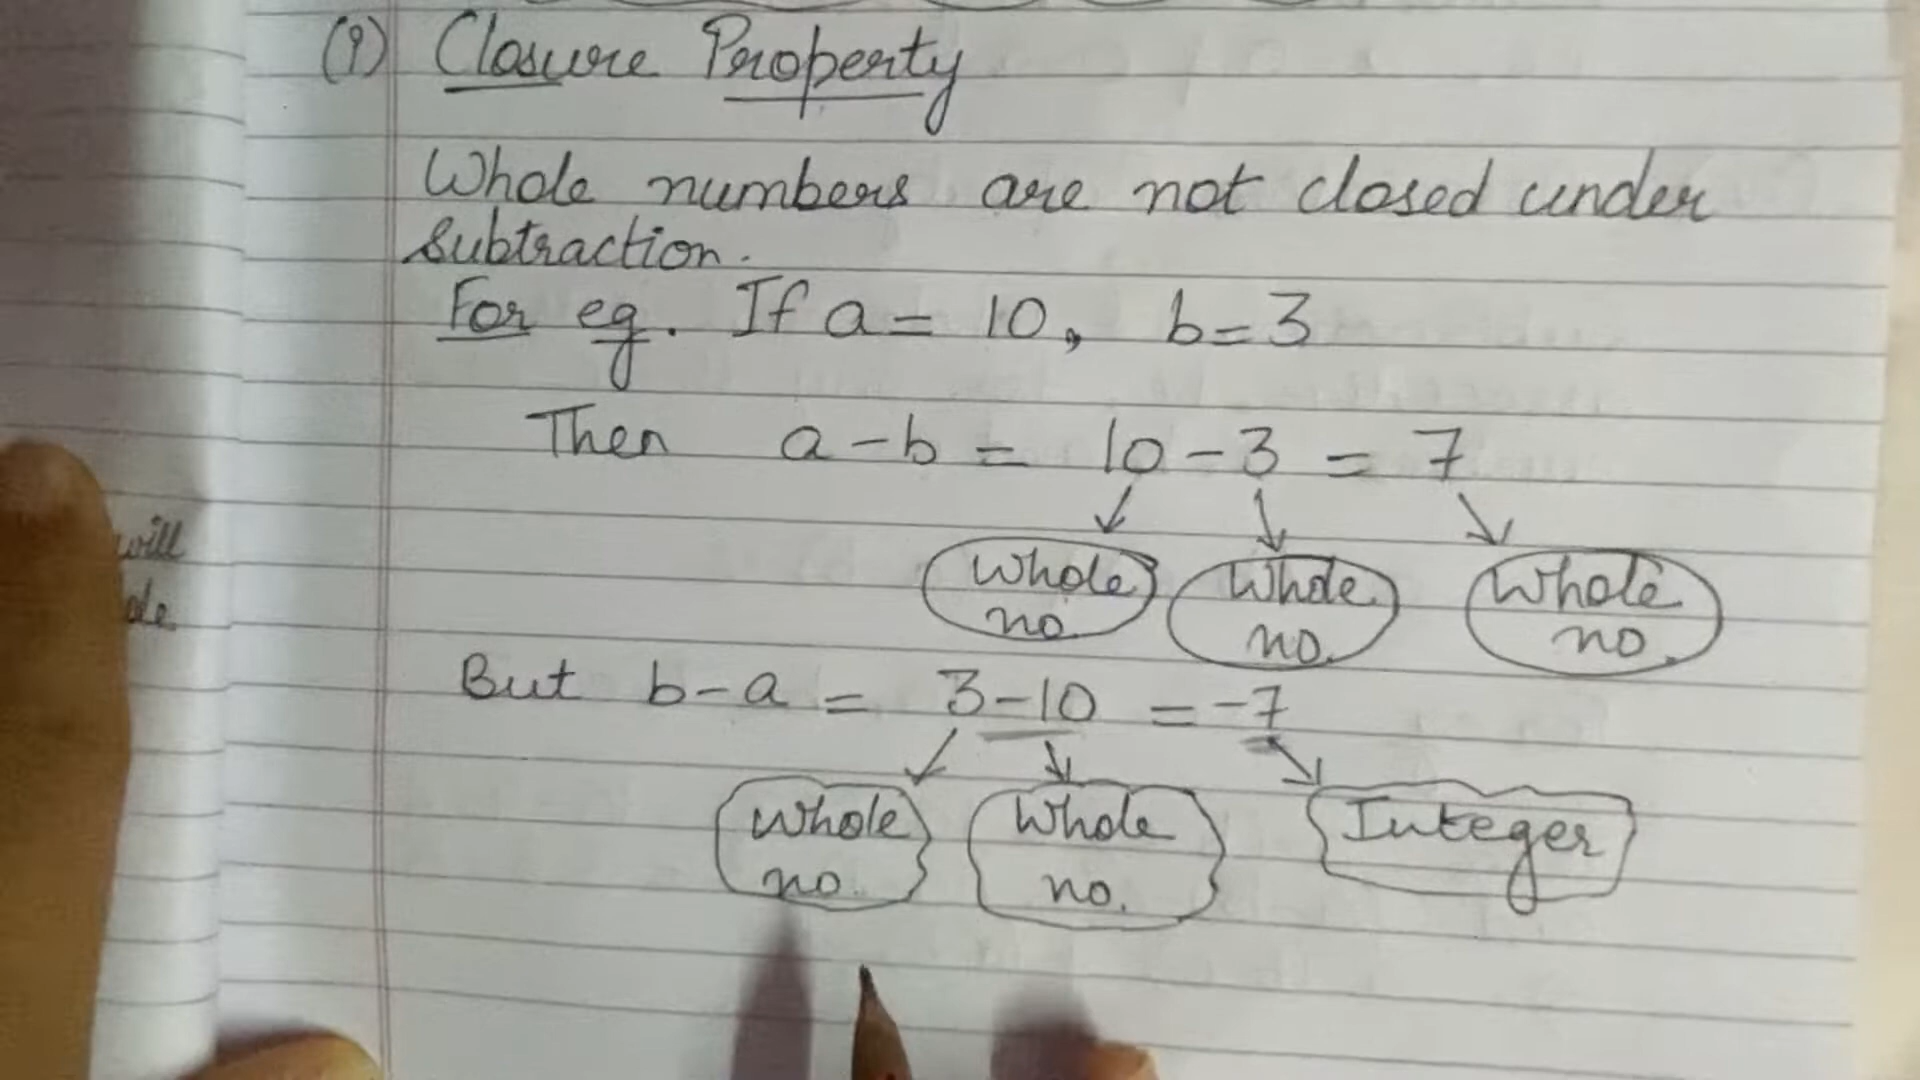 (i) Closure Property
Whole numbers are not closed under
subtraction.
For eg. If a = 10, b = 3
Then a - b = 10 - 3 = 7
Whole no. Whole no. Whole no.
will
But b - a = 3 - 10 = -7
Whole no. Whole no. Integer